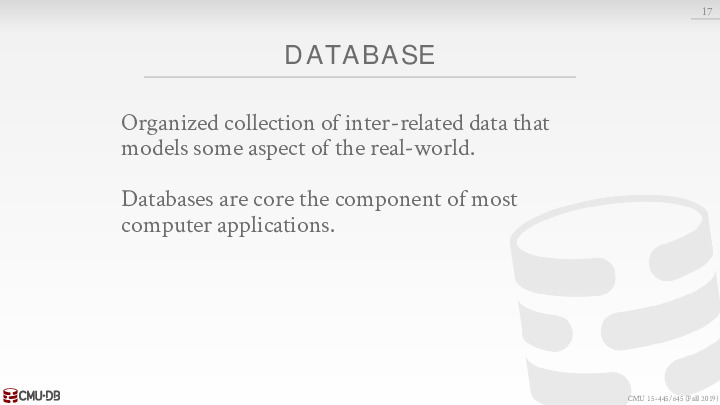 17
DATABASE
Organized collection of inter-related data that
models some aspect of the real-world.
Databases are core the component of most
computer applications.
CMU·DB
CMU 15-445/645 (Fall 2019)